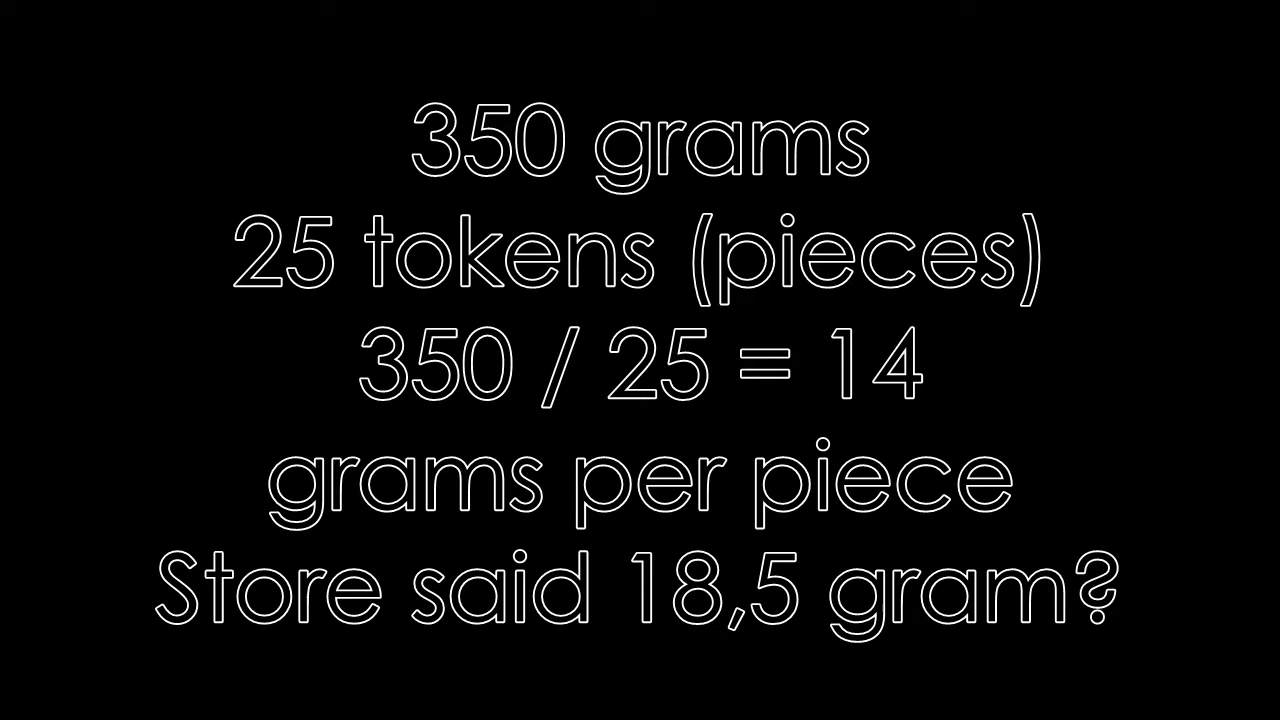 350 grams
25 tokens (pieces)
350 / 25 = 14
grams per piece
Store said 18,5 gram?